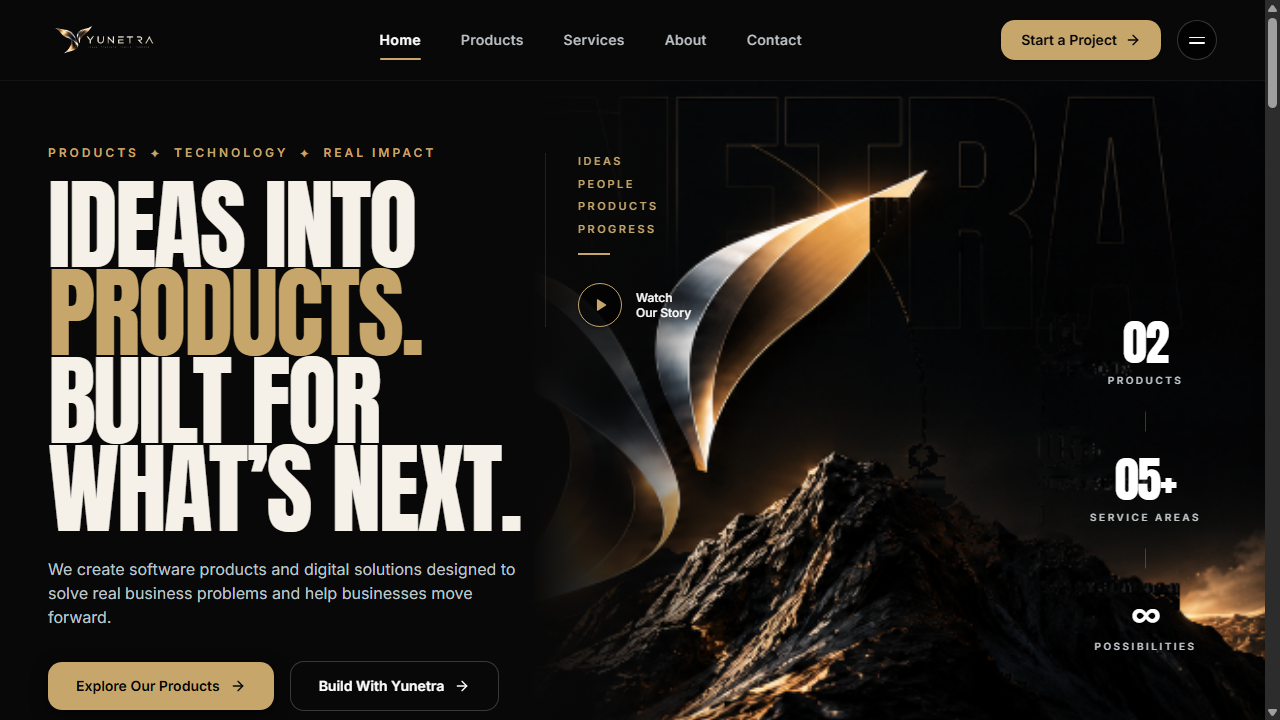 YUNETRA
Home
Products
Services
About
Contact
Start a Project →
PRODUCTS ✦ TECHNOLOGY ✦ REAL IMPACT
IDEAS INTO
PRODUCTS.
BUILT FOR
WHAT’S NEXT.
We create software products and digital solutions designed to
solve real business problems and help businesses move
forward.
Explore Our Products →
Build With Yunetra →
IDEAS
PEOPLE
PRODUCTS
PROGRESS
Watch
Our Story
ETRA
02
PRODUCTS
05+
SERVICE AREAS
∞
POSSIBILITIES